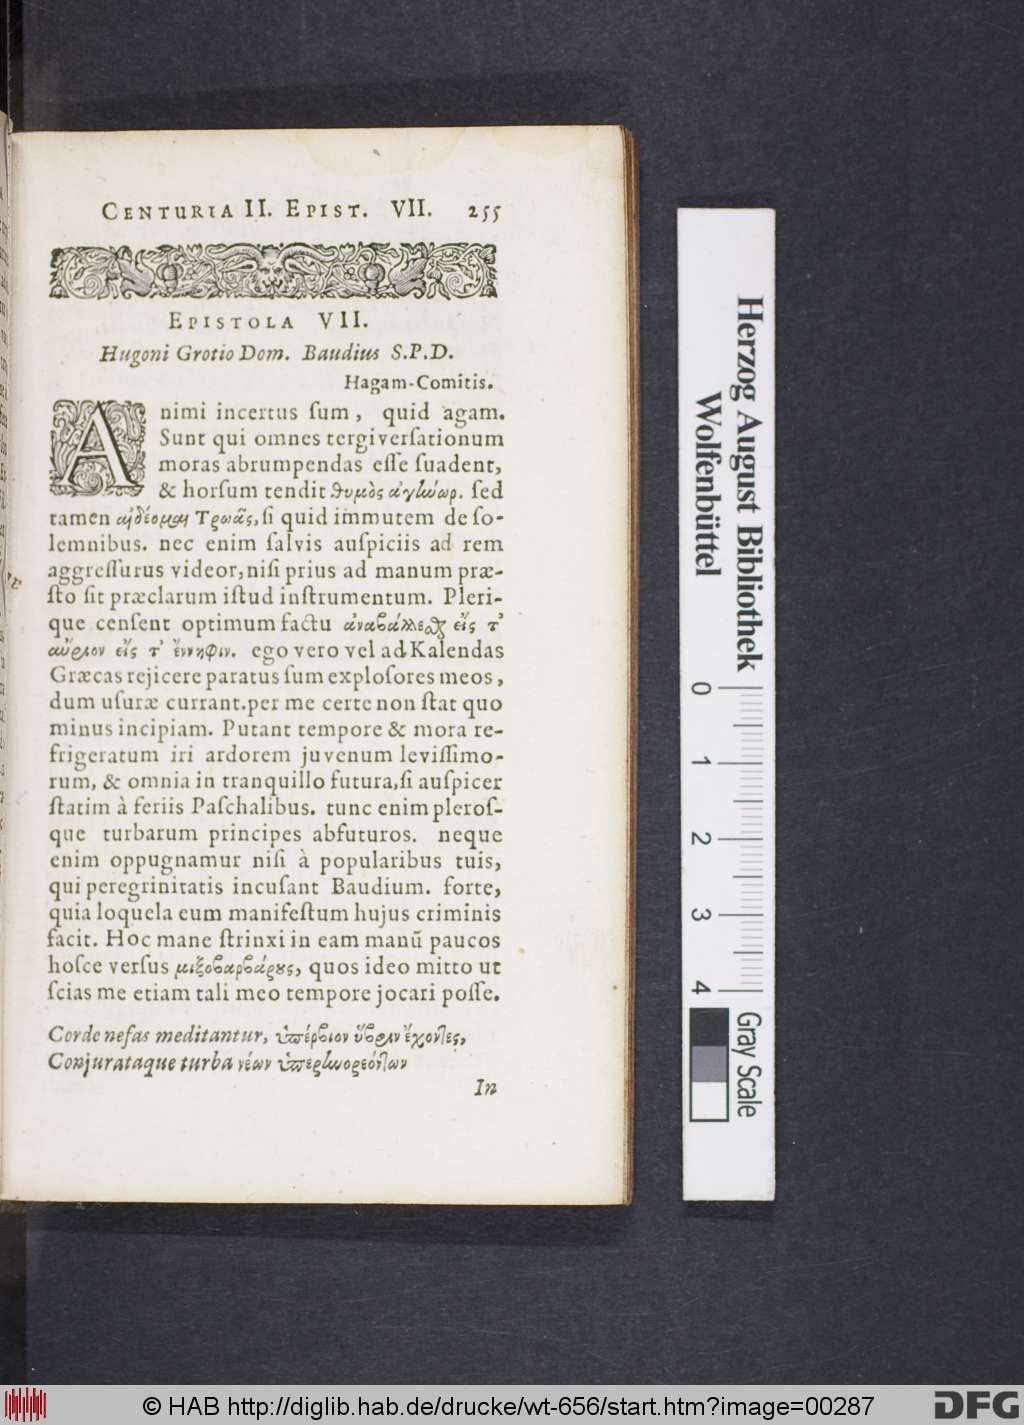 CENTURIA II. EPIST. VII. 255
EPISTOLA VII.
Hugoni Grotio Dom. Baudius S.P.D.
Hagam-Comitis.
Animi incertus ſum, quid agam.
Sunt qui omnes tergiverſationum
moras abrumpendas eſſe ſuadent,
& horſum tendit θυμὸς ἀγήνωρ. ſed
tamen αἰδέομαι Τρωᾶς, ſi quid immutem de ſo-
lemnibus. nec enim ſalvis auſpiciis ad rem
aggreſſurus videor, niſi prius ad manum præ-
ſto ſit præclarum iſtud inſtrumentum. Pleri-
que cenſent optimum factu ἀναβάλλεσθαι εἴς τ'
αὔριον εἴς τ' ἔννηφιν. ego vero vel ad Kalendas
Græcas rejicere paratus ſum exploſores meos,
dum uſuræ currant. per me certe non ſtat quo
minus incipiam. Putant tempore & mora re-
frigeratum iri ardorem juvenum leviſſimo-
rum, & omnia in tranquillo futura, ſi auſpicer
ſtatim à feriis Paſchalibus. tunc enim pleroſ-
que turbarum principes abfuturos. neque
enim oppugnamur niſi à popularibus tuis,
qui peregrinitatis incuſant Baudium. forte,
quia loquela eum manifeſtum hujus criminis
facit. Hoc mane ſtrinxi in eam manū paucos
hoſce verſus μιξοβαρβάρους, quos ideo mitto ut
ſcias me etiam tali meo tempore jocari poſſe.
Corde nefas meditantur, ὑπέρβιον ὕβριν ἔχοντες,
Conjurataque turba νέων ὑπερηνορεόντων
In
Herzog August Bibliothek
Wolfenbüttel
0 1 2 3 4
Gray Scale
© HAB http://diglib.hab.de/drucke/wt-656/start.htm?image=00287
DFG